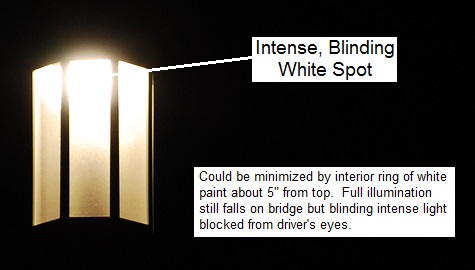 Intense, Blinding
White Spot
Could be minimized by interior ring of white
paint about 5" from top.  Full illumination
still falls on bridge but blinding intense light
blocked from driver's eyes.